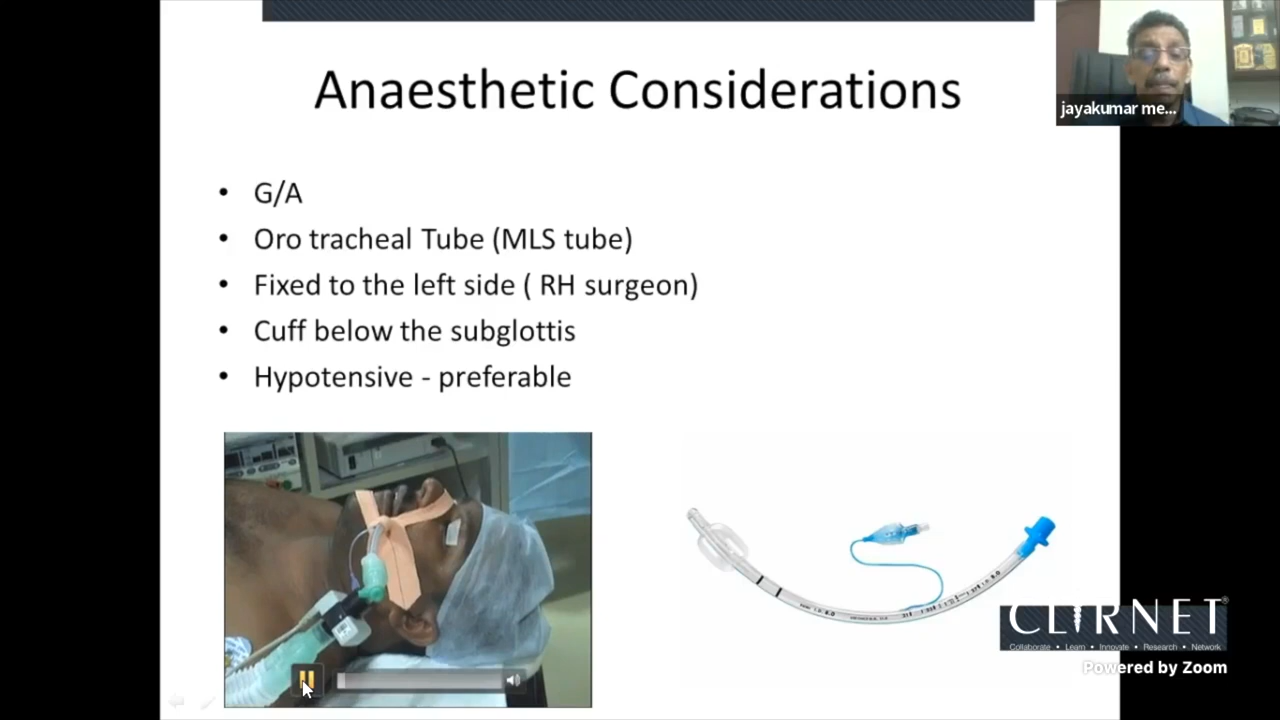 Anaesthetic Considerations
jayakumar me...
• G/A
• Oro tracheal Tube (MLS tube)
• Fixed to the left side ( RH surgeon)
• Cuff below the subglottis
• Hypotensive - preferable
CLIRNET
Collaborate • Learn • Innovate • Research • Network
Powered by Zoom